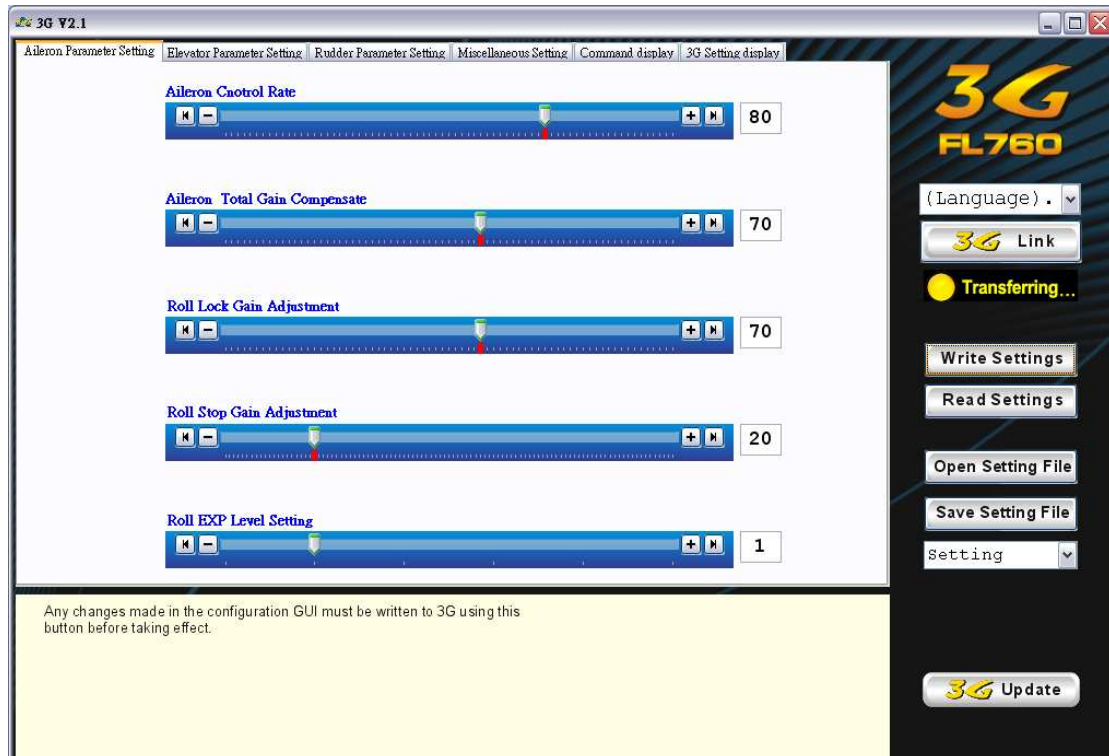 3G V2.1
Aileron Parameter Setting Elevator Parameter Setting Rudder Parameter Setting Miscellaneous Setting Command display 3G Setting display
Aileron Cnotrol Rate
80
Aileron Total Gain Compensate
70
Roll Lock Gain Adjustment
70
Roll Stop Gain Adjustment
20
Roll EXP Level Setting
1
Any changes made in the configuration GUI must be written to 3G using this
button before taking effect.
3G
FL760
(Language).
3G Link
Transferring...
Write Settings
Read Settings
Open Setting File
Save Setting File
Setting
3G Update